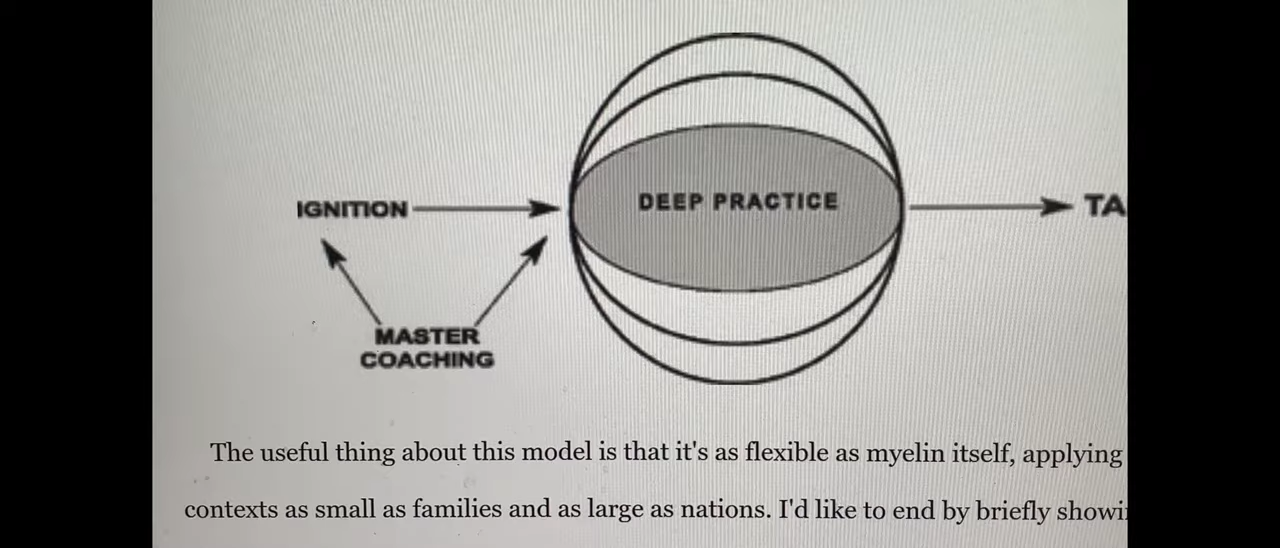 IGNITION
DEEP PRACTICE
TA
MASTER
COACHING
The useful thing about this model is that it's as flexible as myelin itself, applying
contexts as small as families and as large as nations. I'd like to end by briefly showi